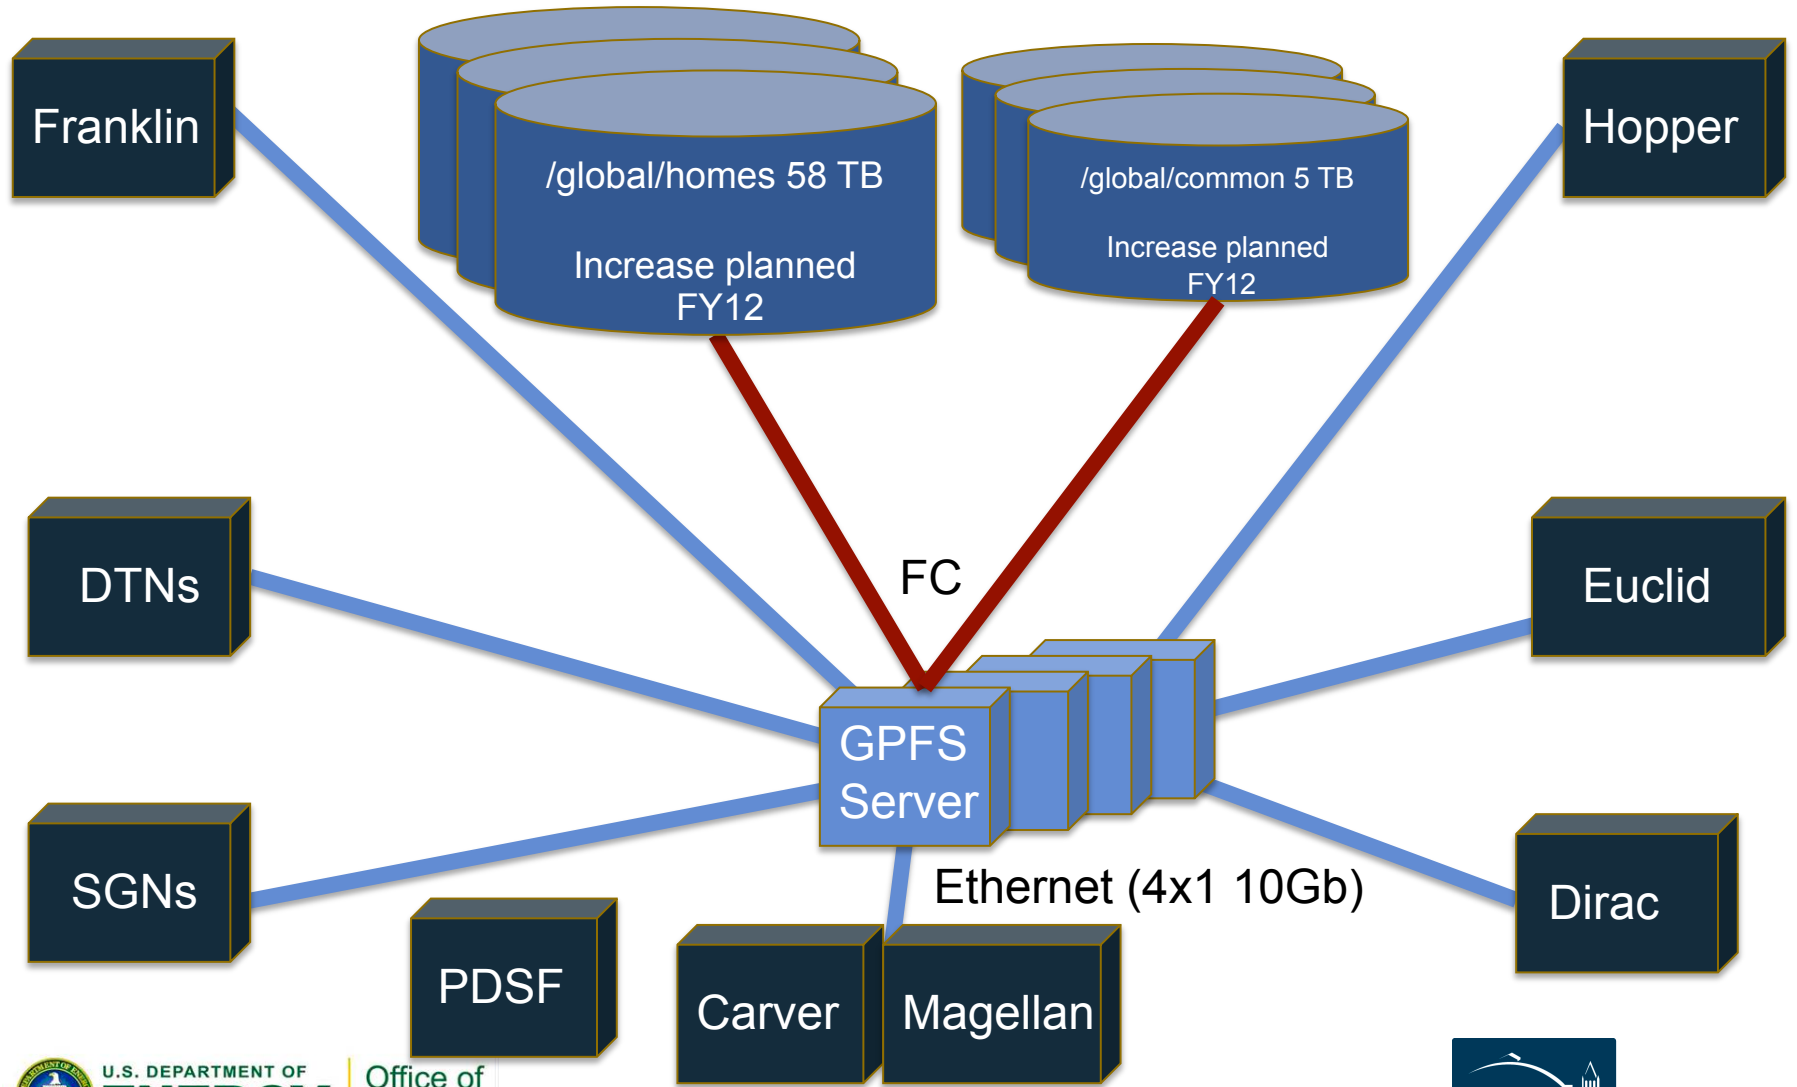 Franklin
/global/homes 58 TB
Increase planned
FY12
/global/common 5 TB
Increase planned
FY12
Hopper
DTNs
FC
Euclid
GPFS
Server
SGNs
Ethernet (4x1 10Gb)
Dirac
PDSF
Carver
Magellan
U.S. DEPARTMENT OF
ENERGY
Office of